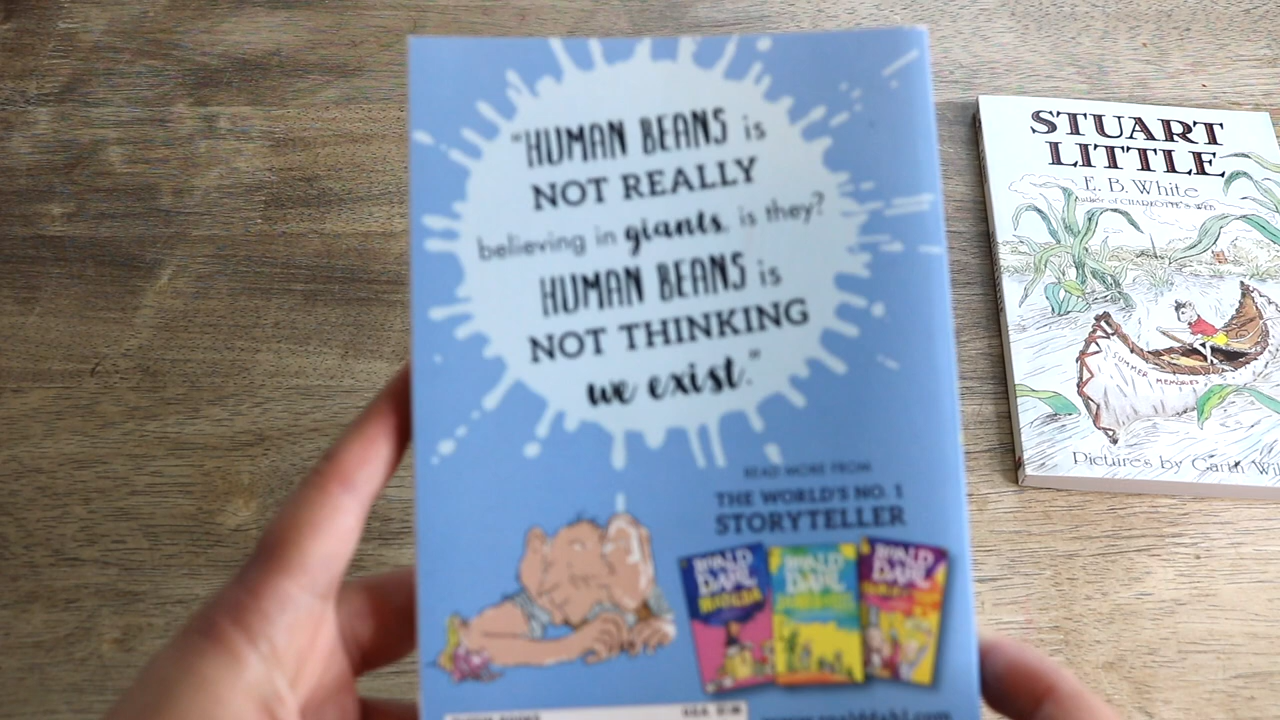 "HUMAN BEANS is
NOT REALLY
believing in giants, is they?
HUMAN BEANS is
NOT THINKING
we exist."
READ MORE FROM
THE WORLD'S NO. 1
STORYTELLER
ROALD
DAHL
MATILDA
ROALD
DAHL
ROALD
DAHL
STUART
LITTLE
E. B. White
Author of CHARLOTTE'S WEB
SUMMER MEMORIES
Pictures by Garth Wil